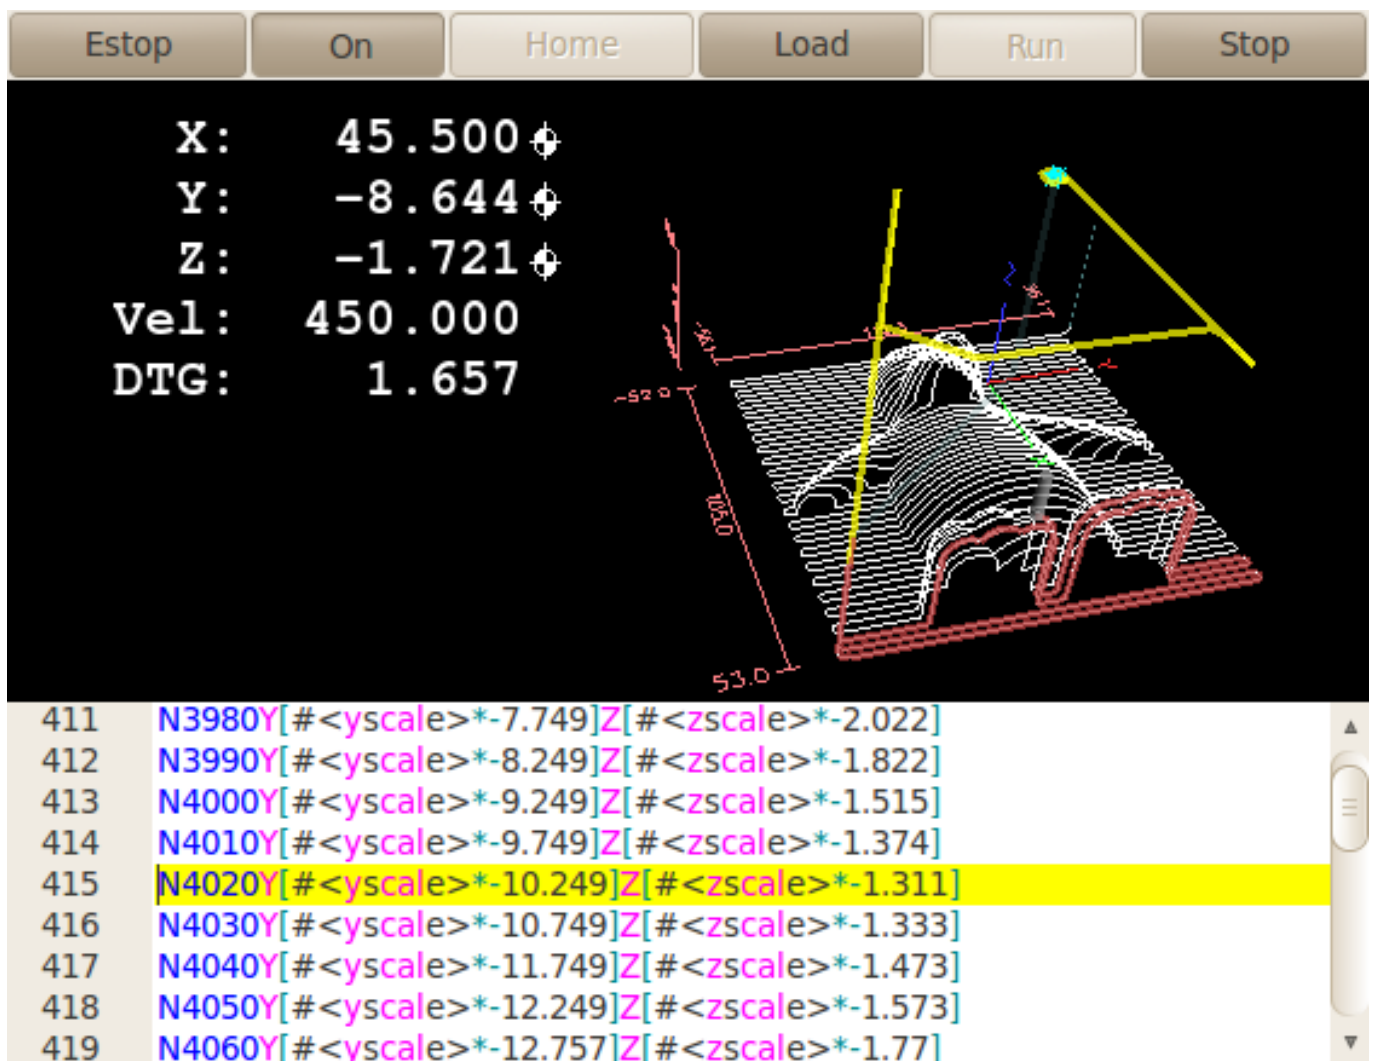 Estop On Home Load Run Stop
X: 45.500
Y: -8.644
Z: -1.721
Vel: 450.000
DTG: 1.657
-52.0
105.0
53.0
411 N3980Y[#<yscale>*-7.749]Z[#<zscale>*-2.022]
412 N3990Y[#<yscale>*-8.249]Z[#<zscale>*-1.822]
413 N4000Y[#<yscale>*-9.249]Z[#<zscale>*-1.515]
414 N4010Y[#<yscale>*-9.749]Z[#<zscale>*-1.374]
415 N4020Y[#<yscale>*-10.249]Z[#<zscale>*-1.311]
416 N4030Y[#<yscale>*-10.749]Z[#<zscale>*-1.333]
417 N4040Y[#<yscale>*-11.749]Z[#<zscale>*-1.473]
418 N4050Y[#<yscale>*-12.249]Z[#<zscale>*-1.573]
419 N4060Y[#<yscale>*-12.757]Z[#<zscale>*-1.77]